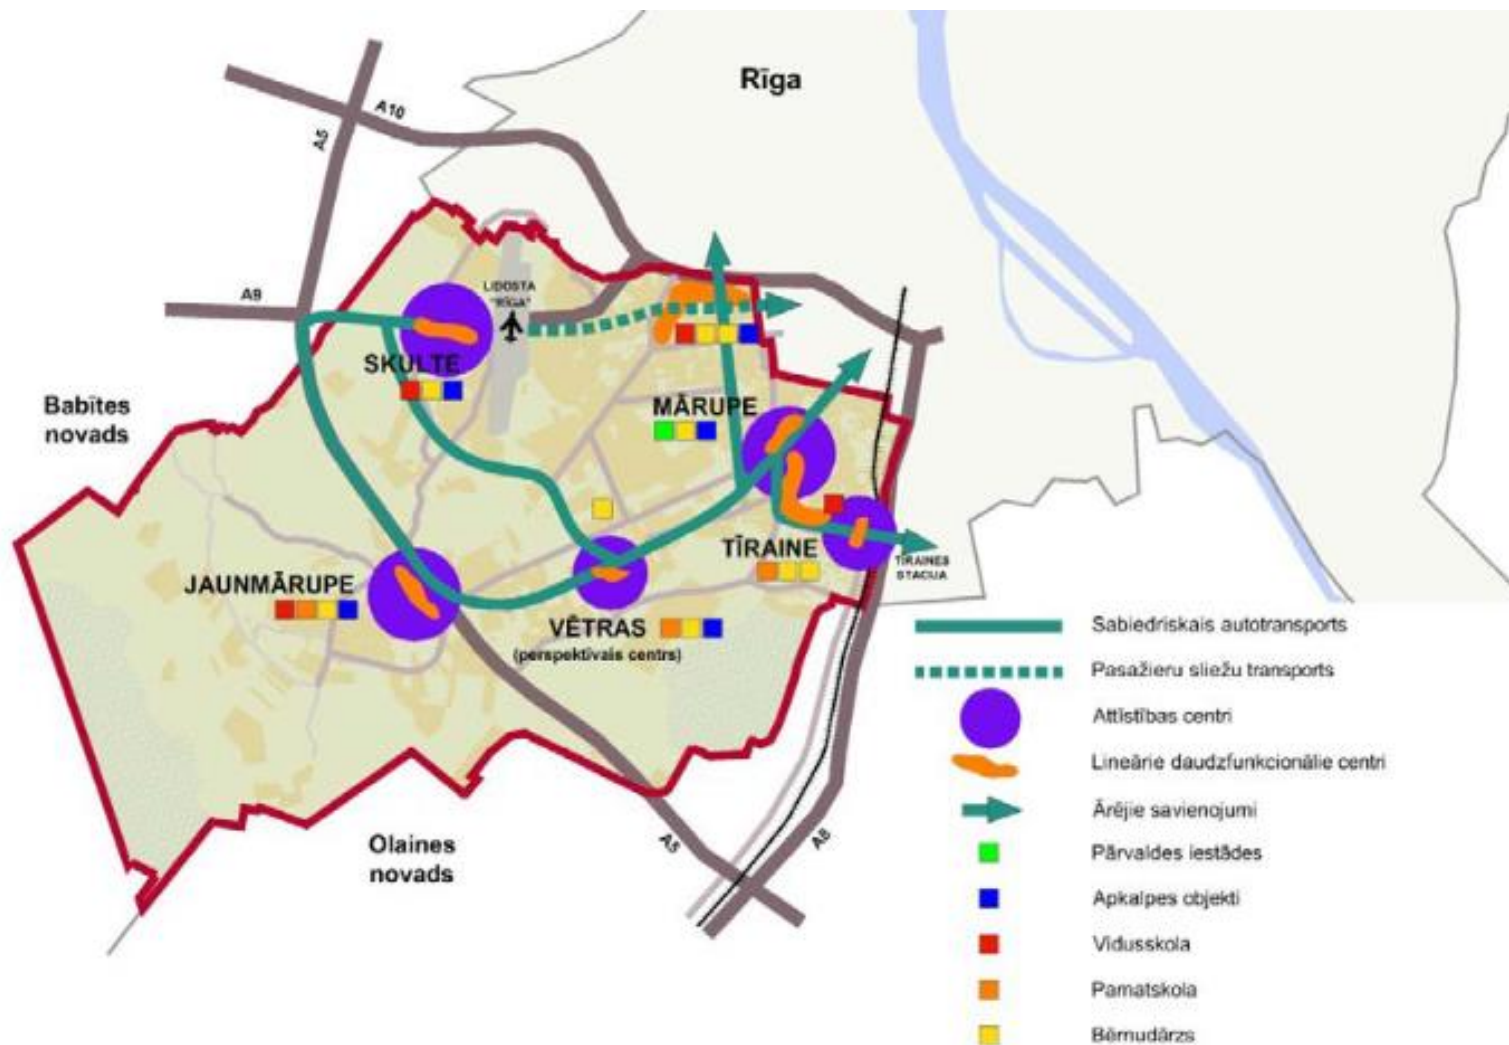 Rīga
A10
A5
LIDOSTA
"RĪGA"
A9
SKULTE
Babītes
novads
MĀRUPE
TĪRAINE
TĪRAINES
STACIJA
JAUNMĀRUPE
VĒTRAS
(perspektīvais centrs)
Olaines
novads
A5
A8
Sabiedriskais autotransports
Pasažieru sliežu transports
Attīstības centri
Lineārie daudzfunkcionālie centri
Ārējie savienojumi
Pārvaldes iestādes
Apkalpes objekti
Vidusskola
Pamatskola
Bērnudārzs